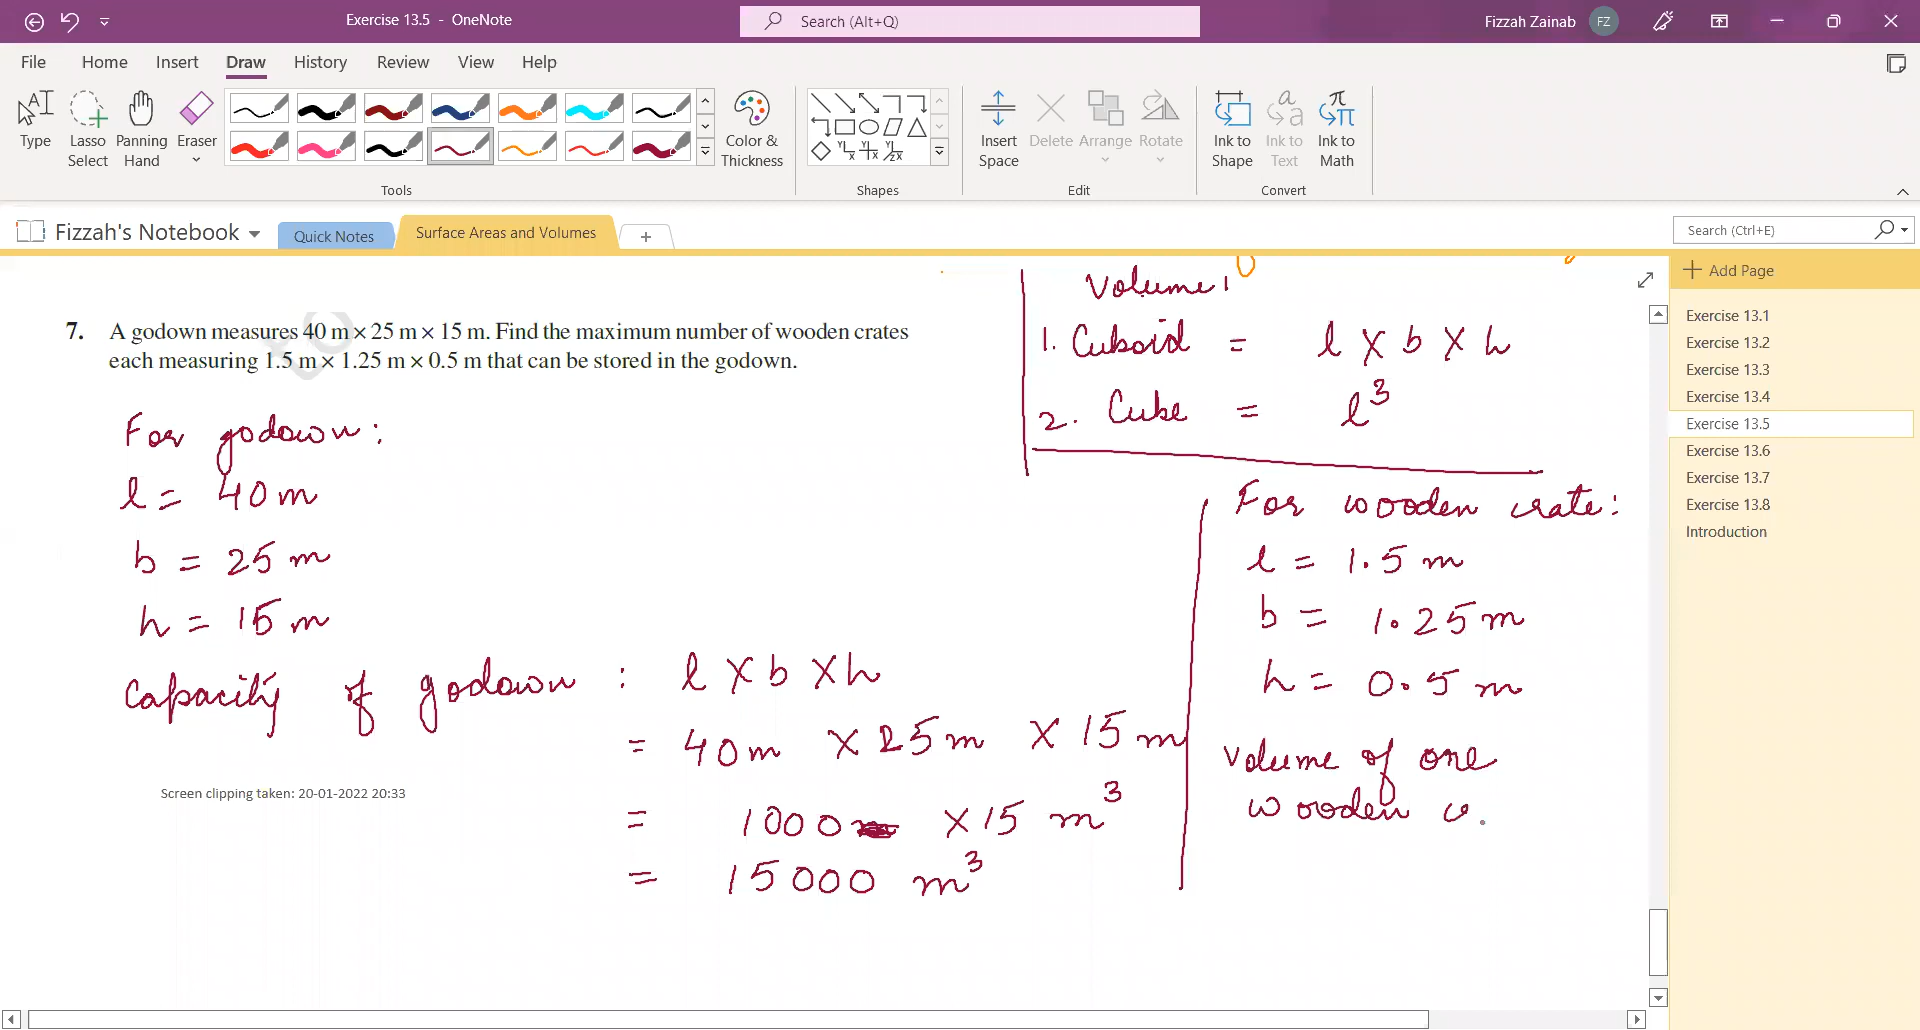 Exercise 13.5 - OneNote
Search (Alt+Q)
Fizzah Zainab
FZ
File Home Insert Draw History Review View Help
Type
Lasso Select
Panning Hand
Eraser
Color & Thickness
Insert Space
Delete
Arrange
Rotate
Ink to Shape
Ink to Text
Ink to Math
Tools
Shapes
Edit
Convert
Fizzah's Notebook
Quick Notes
Surface Areas and Volumes
Search (Ctrl+E)
Add Page
Exercise 13.1
Exercise 13.2
Exercise 13.3
Exercise 13.4
Exercise 13.5
Exercise 13.6
Exercise 13.7
Exercise 13.8
Introduction
Volume:
1. Cuboid = l × b × h
2. Cube = l³
7. A godown measures 40 m × 25 m × 15 m. Find the maximum number of wooden crates
each measuring 1.5 m × 1.25 m × 0.5 m that can be stored in the godown.
For godown:
l = 40 m
b = 25 m
h = 15 m
Capacity of godown : l × b × h
= 40 m × 25 m × 15 m
= 1000 × 15 m³
= 15000 m³
Screen clipping taken: 20-01-2022 20:33
For wooden crate:
l = 1.5 m
b = 1.25 m
h = 0.5 m
Volume of one
wooden